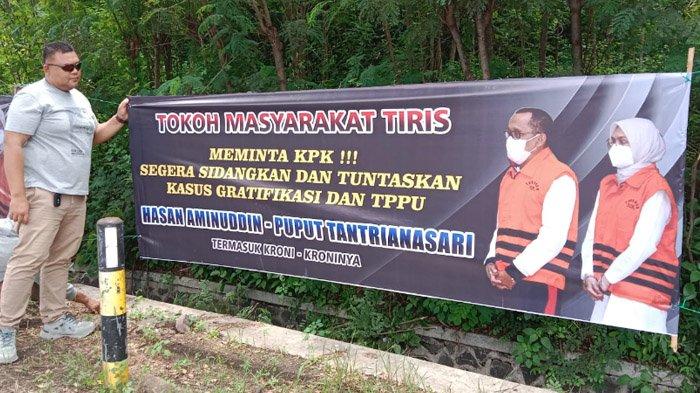 TOKOH MASYARAKAT TIRIS
MEMINTA KPK !!!
SEGERA SIDANGKAN DAN TUNTASKAN
KASUS GRATIFIKASI DAN TPPU
HASAN AMINUDDIN - PUPUT TANTRIANASARI
TERMASUK KRONI - KRONINYA